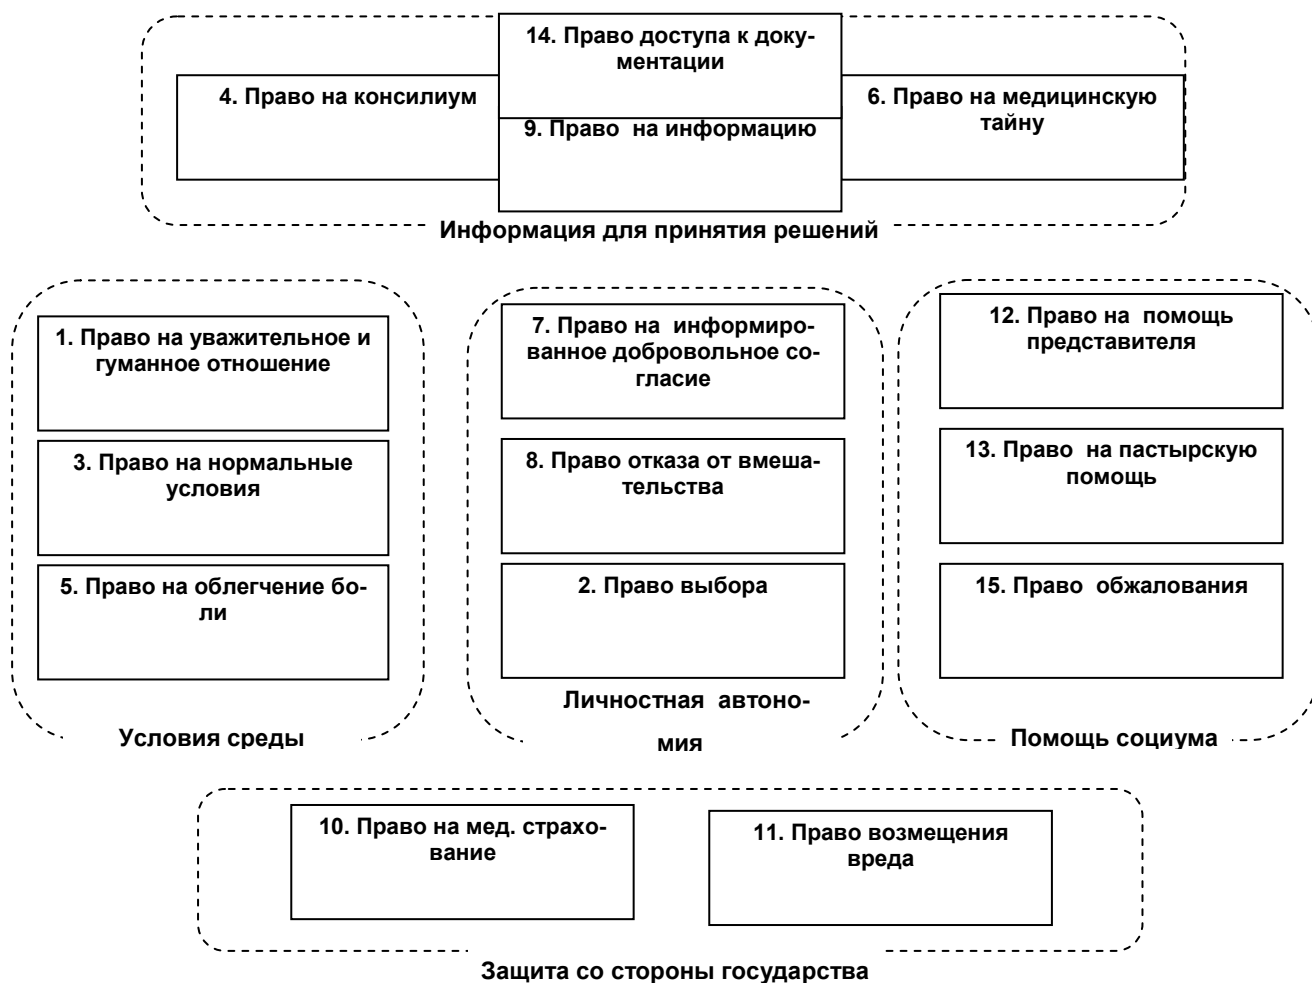 14. Право доступа к доку-
ментации
4. Право на консилиум
9. Право на информацию
6. Право на медицинскую
тайну
Информация для принятия решений
1. Право на уважительное и
гуманное отношение
3. Право на нормальные
условия
5. Право на облегчение бо-
ли
Условия среды
7. Право на информиро-
ванное добровольное со-
гласие
8. Право отказа от вмеша-
тельства
2. Право выбора
Личностная автоно-
мия
12. Право на помощь
представителя
13. Право на пастырскую
помощь
15. Право обжалования
Помощь социума
10. Право на мед. страхо-
вание
11. Право возмещения
вреда
Защита со стороны государства